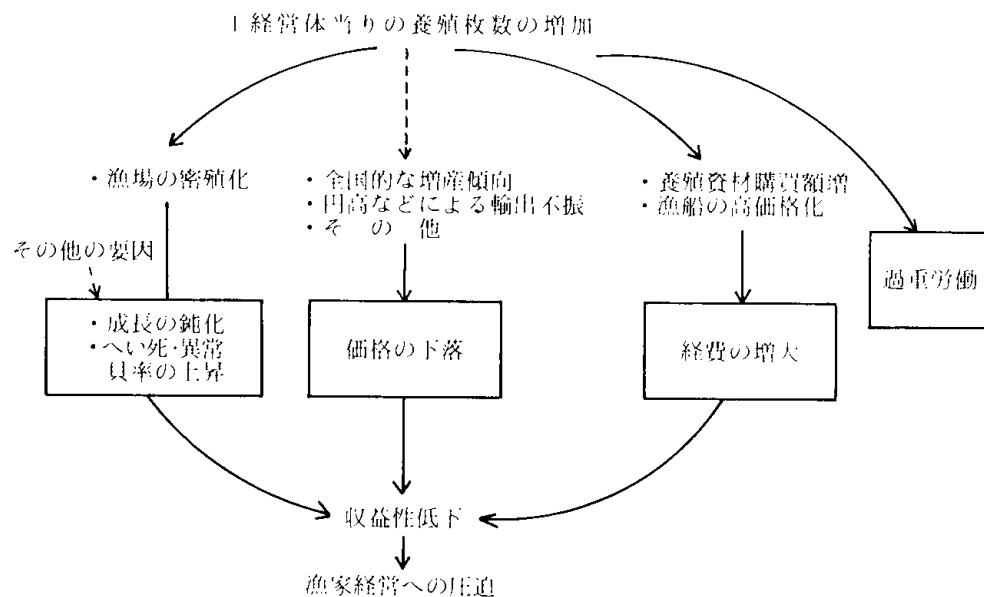 1経営体当りの養殖枚数の増加
・漁場の密殖化
・全国的な増産傾向
・円高などによる輸出不振
・その他
・養殖資材購買額増
・漁船の高価格化
その他の要因
過重労働
・成長の鈍化
・へい死・異常
貝率の上昇
価格の下落
経費の増大
収益性低下
漁家経営への圧迫